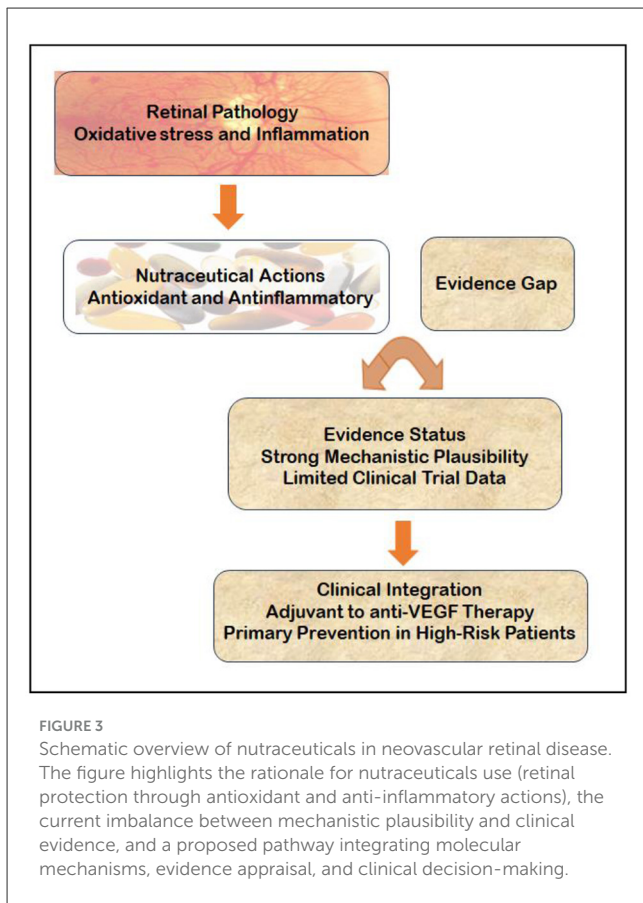 Retinal Pathology
Oxidative stress and Inflammation
Nutraceutical Actions
Antioxidant and Antinflammatory
Evidence Gap
Evidence Status
Strong Mechanistic Plausibility
Limited Clinical Trial Data
Clinical Integration
Adjuvant to anti-VEGF Therapy
Primary Prevention in High-Risk Patients
FIGURE 3
Schematic overview of nutraceuticals in neovascular retinal disease.
The figure highlights the rationale for nutraceuticals use (retinal
protection through antioxidant and anti-inflammatory actions), the
current imbalance between mechanistic plausibility and clinical
evidence, and a proposed pathway integrating molecular
mechanisms, evidence appraisal, and clinical decision-making.